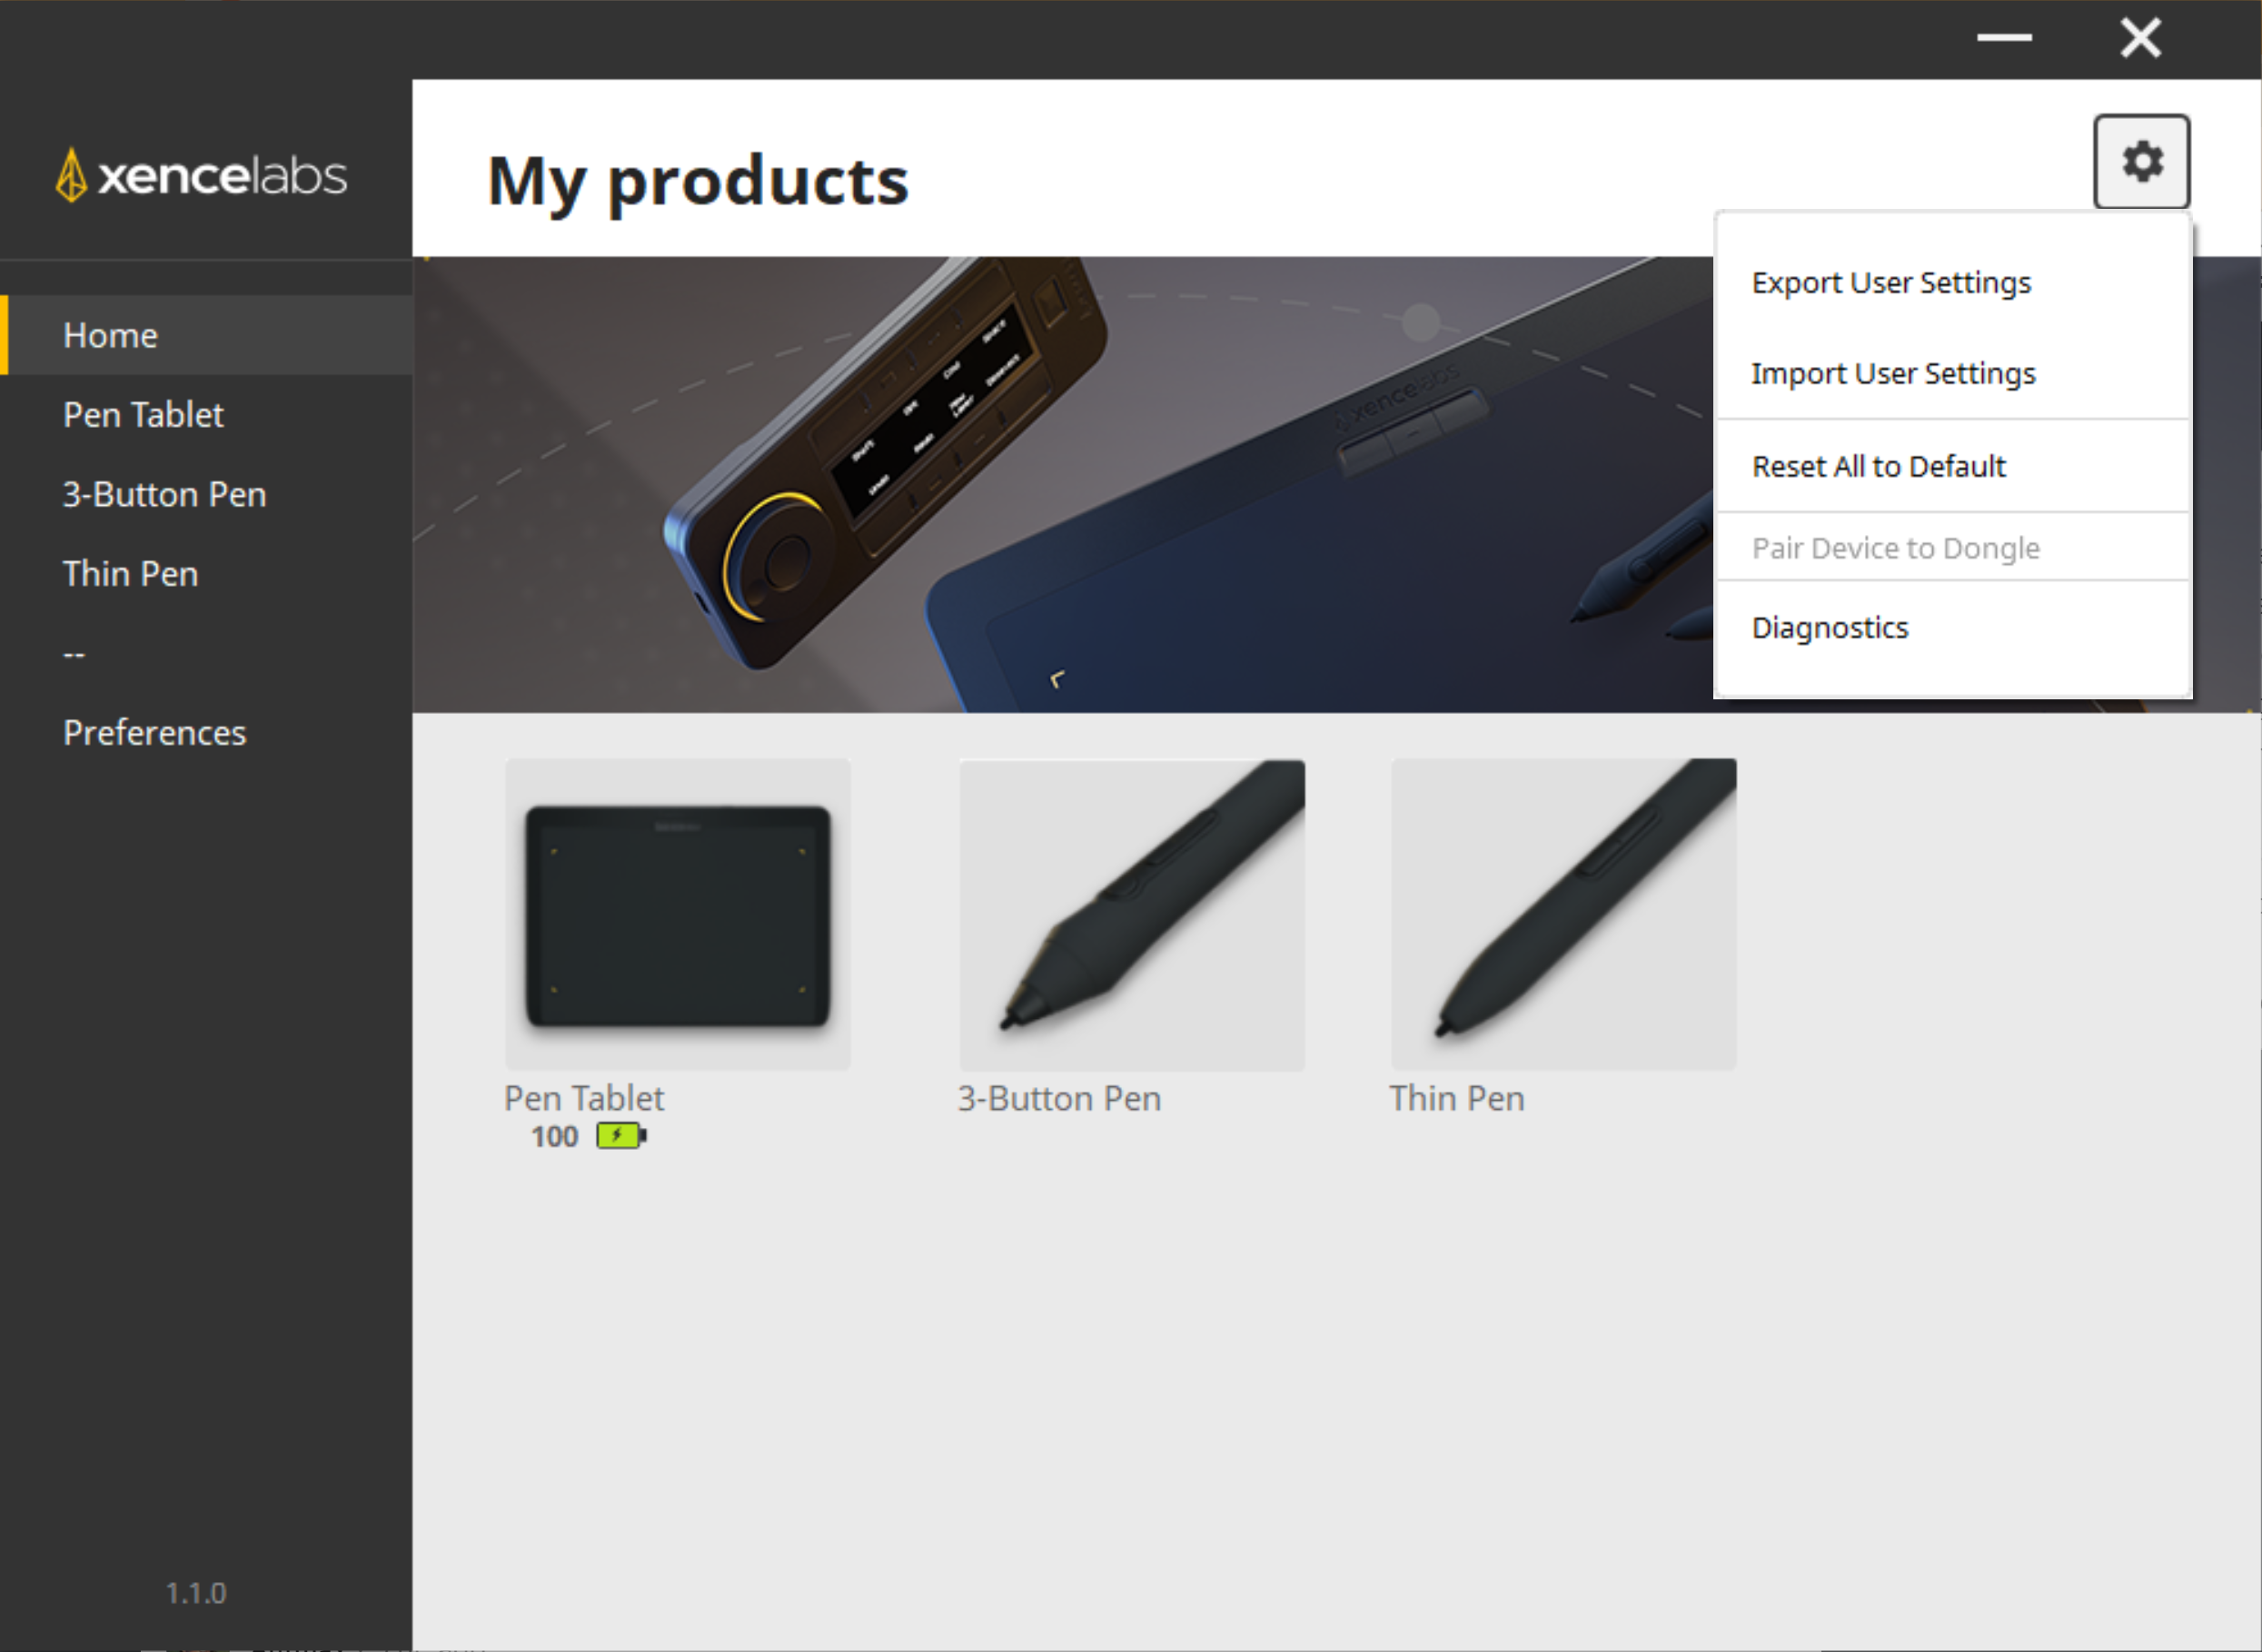 xencelabs
My products
Home
Pen Tablet
3-Button Pen
Thin Pen
--
Preferences
1.1.0
Export User Settings
Import User Settings
Reset All to Default
Pair Device to Dongle
Diagnostics
xencelabs
Pen Tablet
100
3-Button Pen
Thin Pen